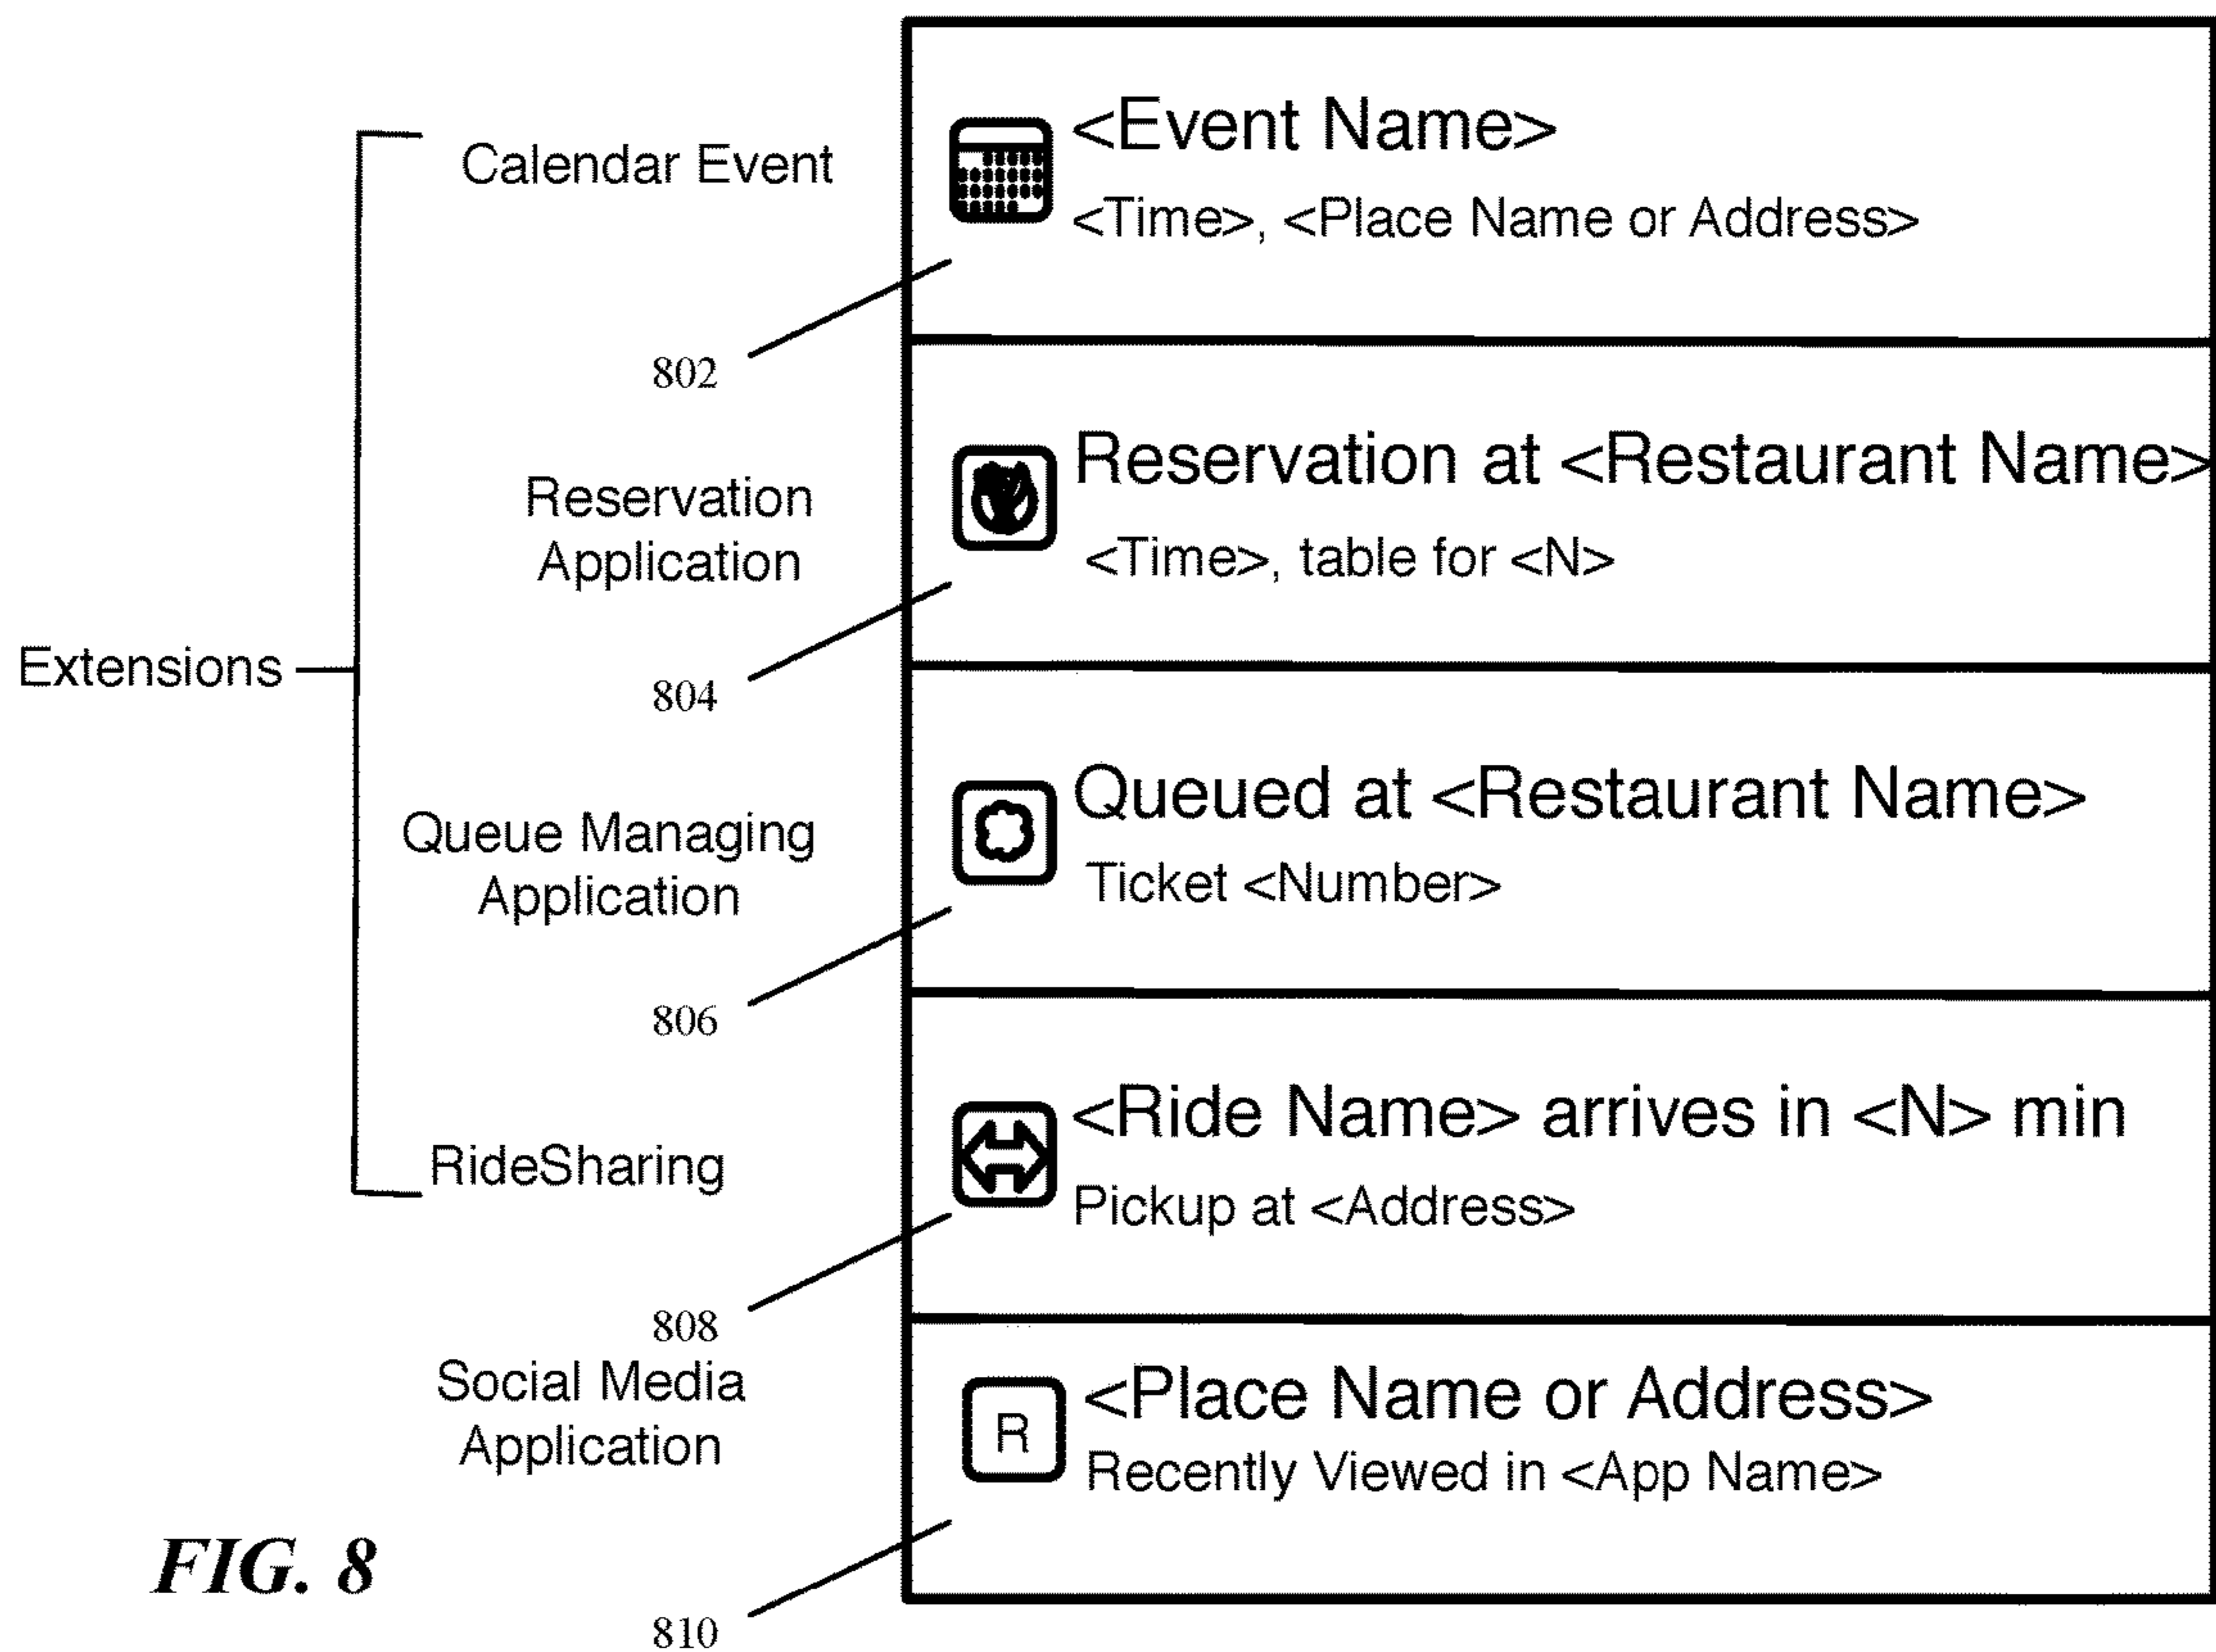 Calendar Event
<Event Name>
<Time>, <Place Name or Address>
802
Reservation
Application
Reservation at <Restaurant Name>
<Time>, table for <N>
Extensions
804
Queue Managing
Application
Queued at <Restaurant Name>
Ticket <Number>
806
RideSharing
<Ride Name> arrives in <N> min
Pickup at <Address>
808
Social Media
Application
R
<Place Name or Address>
Recently Viewed in <App Name>
810
FIG. 8